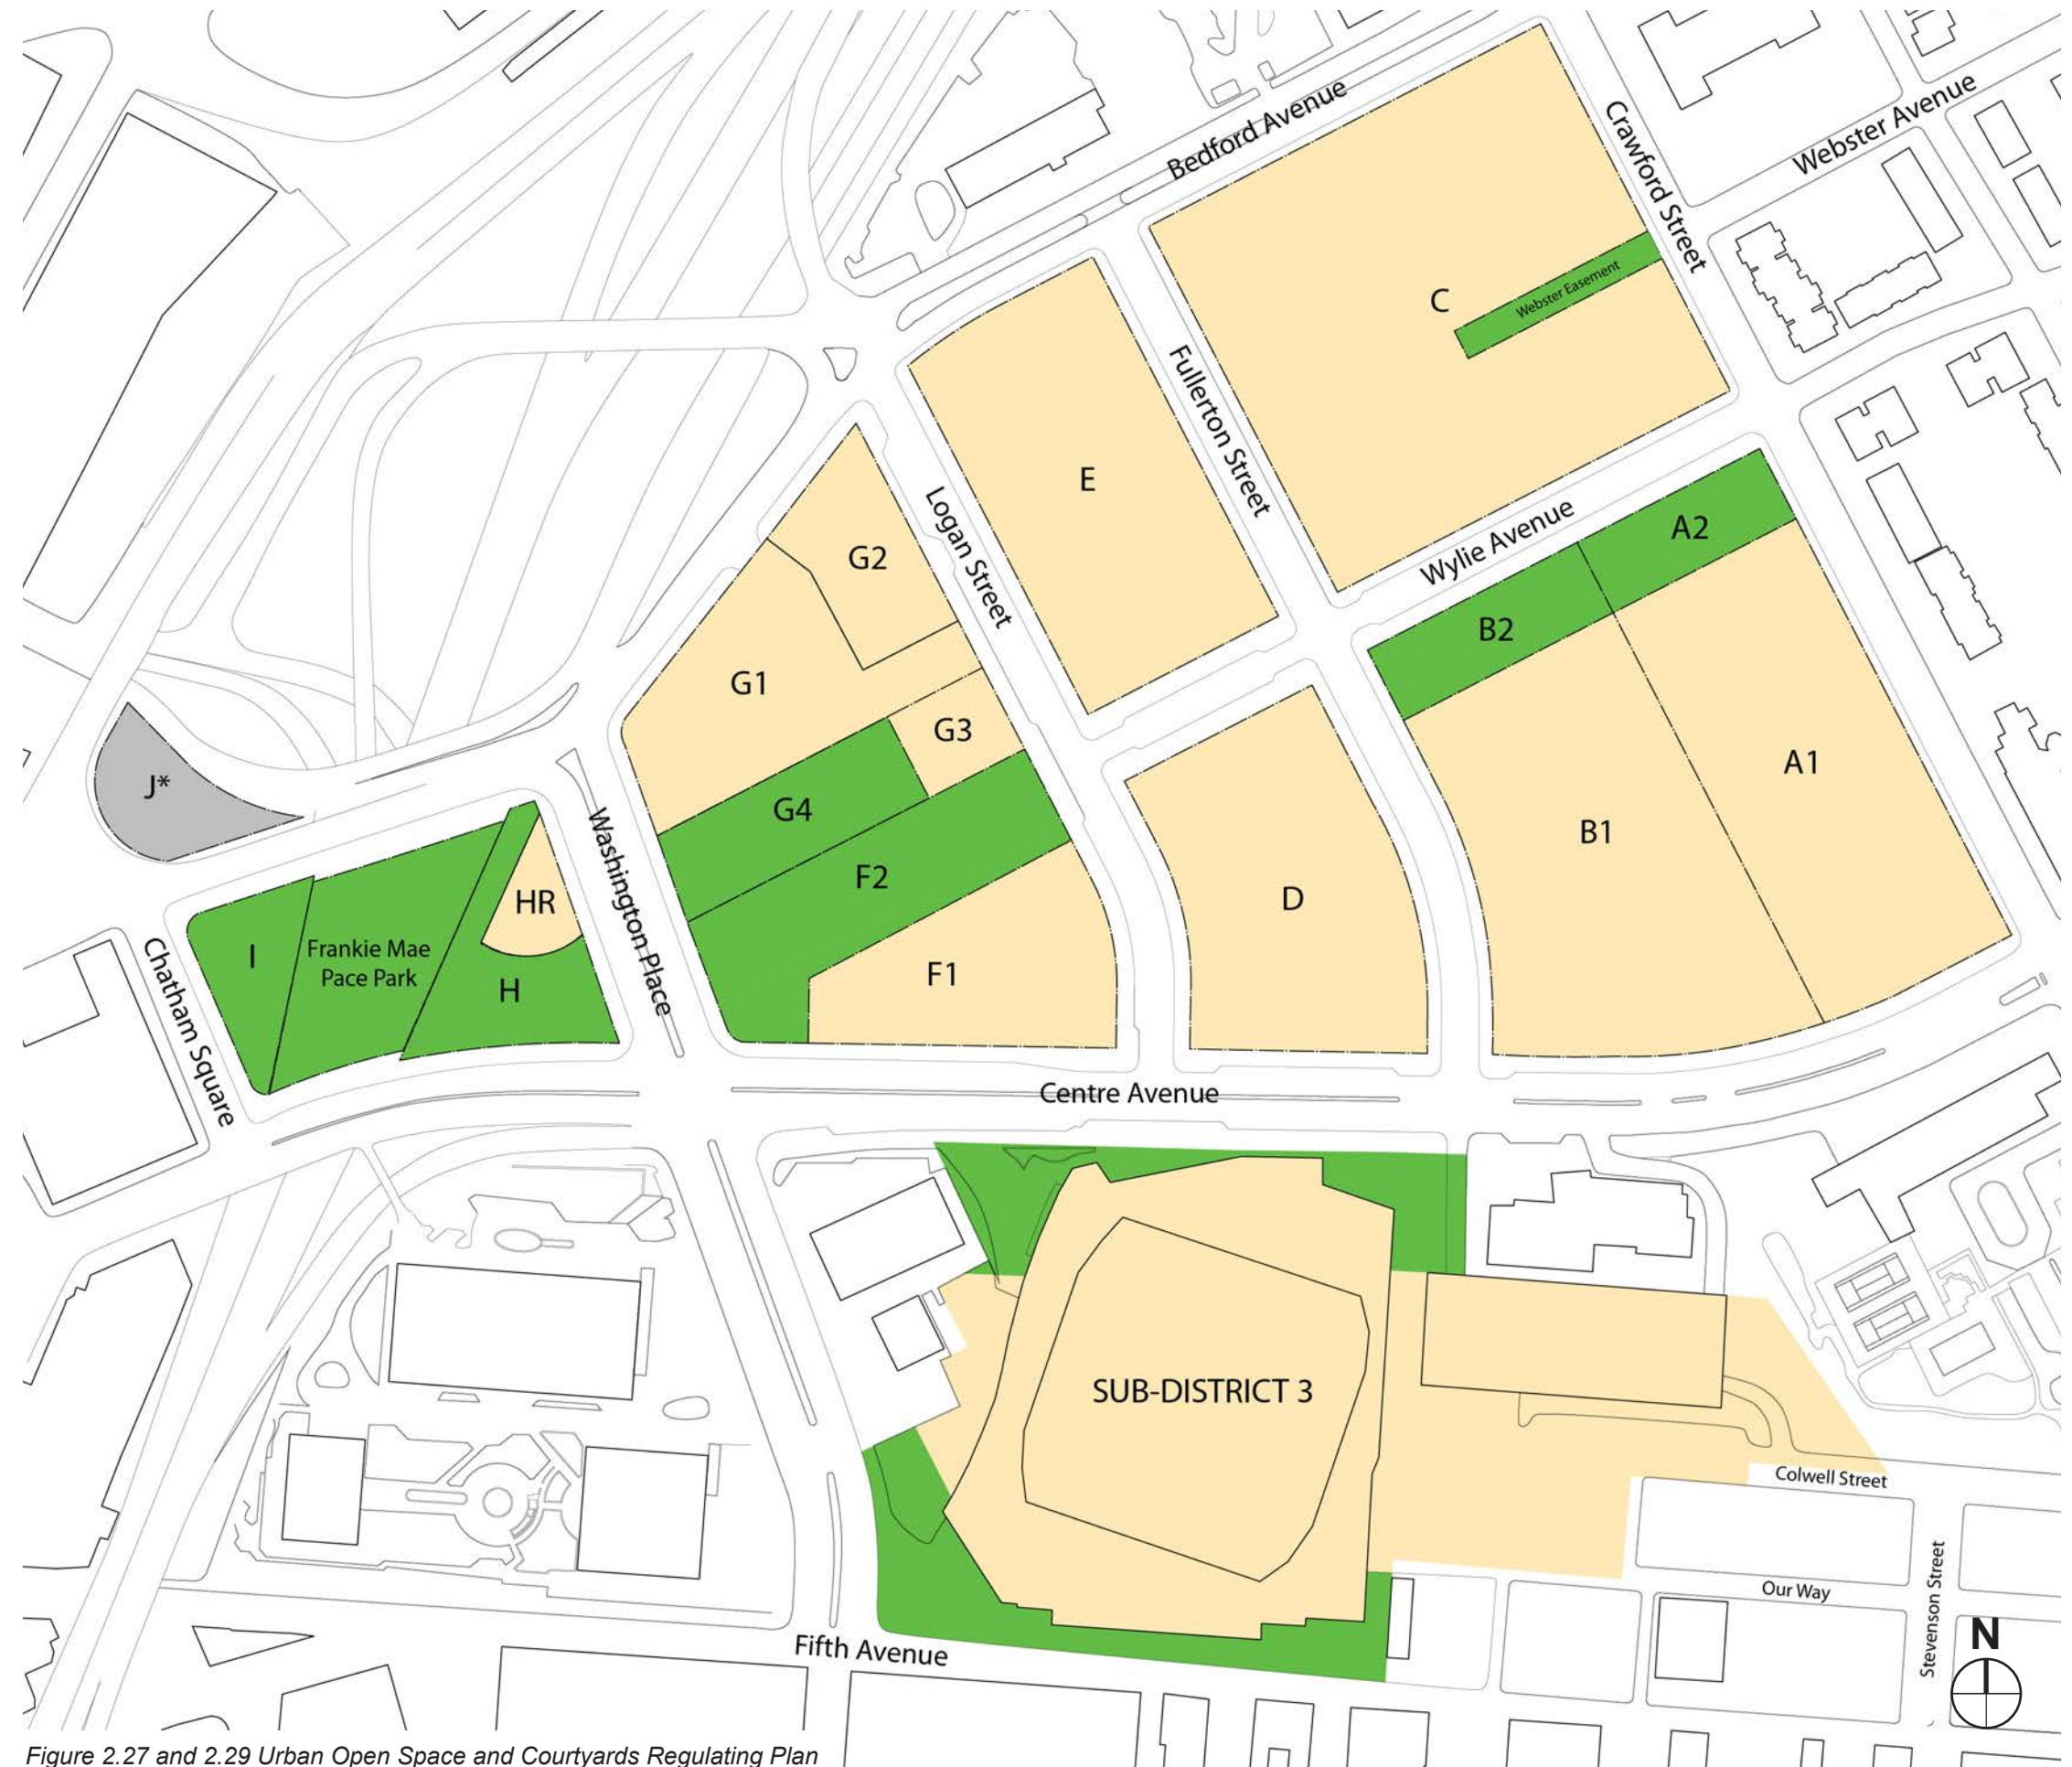 Bedford Avenue
Crawford Street
Webster Avenue
Webster Easement
C
Fullerton Street
E
Logan Street
Wylie Avenue
A2
G2
B2
G1
G3
A1
J*
G4
B1
Washington Place
F2
HR
D
I
Frankie Mae
Pace Park
H
F1
Chatham Square
Centre Avenue
SUB-DISTRICT 3
Colwell Street
Our Way
Stevenson Street
Fifth Avenue
N
Figure 2.27 and 2.29 Urban Open Space and Courtyards Regulating Plan